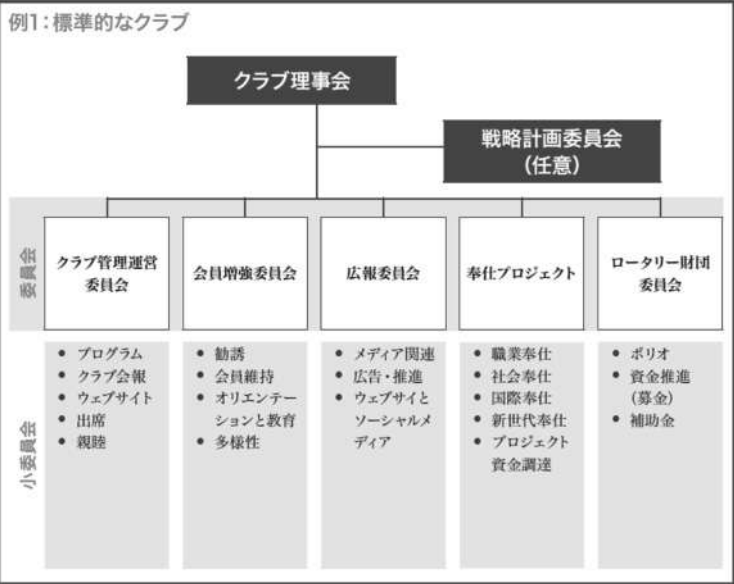 例1：標準的なクラブ
クラブ理事会
戦略計画委員会
（任意）
委員会
クラブ管理運営
委員会
会員増強委員会
広報委員会
奉仕プロジェクト
ロータリー財団
委員会
小委員会
• プログラム
• クラブ会報
• ウェブサイト
• 出席
• 親睦
• 勧誘
• 会員維持
• オリエンテー
ションと教育
• 多様性
• メディア関連
• 広告・推進
• ウェブサイと
ソーシャルメ
ディア
• 職業奉仕
• 社会奉仕
• 国際奉仕
• 新世代奉仕
• プロジェクト
資金調達
• ポリオ
• 資金推進
（募金）
• 補助金